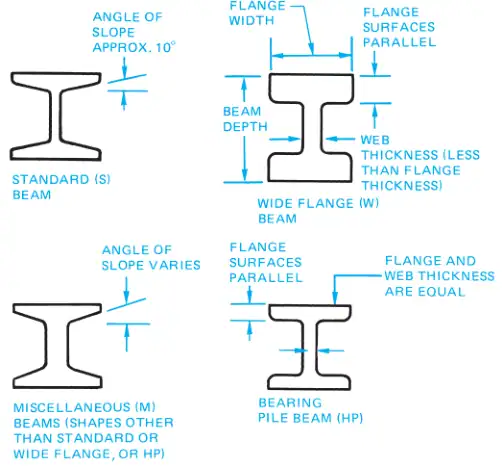 ANGLE OF
SLOPE
APPROX. 10°
STANDARD (S)
BEAM
FLANGE
WIDTH
FLANGE
SURFACES
PARALLEL
BEAM
DEPTH
WEB
THICKNESS (LESS
THAN FLANGE
THICKNESS)
WIDE FLANGE (W)
BEAM
ANGLE OF
SLOPE VARIES
MISCELLANEOUS (M)
BEAMS (SHAPES OTHER
THAN STANDARD OR
WIDE FLANGE, OR HP)
FLANGE
SURFACES
PARALLEL
FLANGE AND
WEB THICKNESS
ARE EQUAL
BEARING
PILE BEAM (HP)